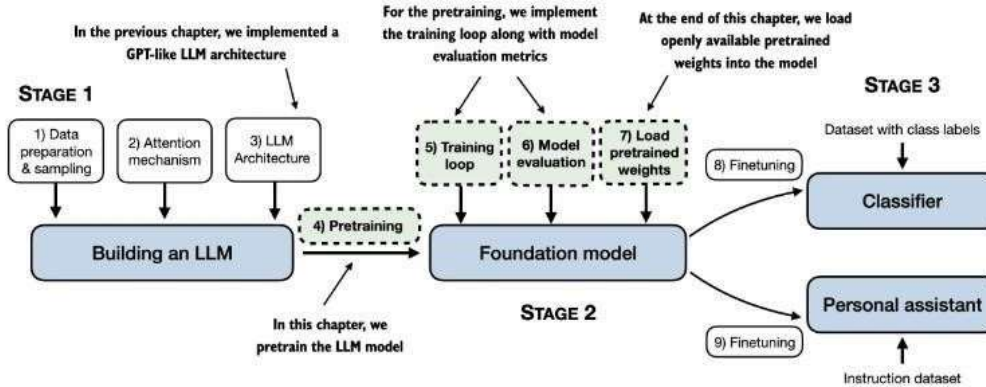 In the previous chapter, we implemented a
GPT-like LLM architecture
For the pretraining, we implement
the training loop along with model
evaluation metrics
At the end of this chapter, we load
openly available pretrained
weights into the model
STAGE 1
STAGE 3
1) Data
preparation
& sampling
2) Attention
mechanism
3) LLM
Architecture
5) Training
loop
6) Model
evaluation
7) Load
pretrained
weights
Dataset with class labels
8) Finetuning
Classifier
4) Pretraining
Building an LLM
Foundation model
STAGE 2
In this chapter, we
pretrain the LLM model
Personal assistant
9) Finetuning
Instruction dataset